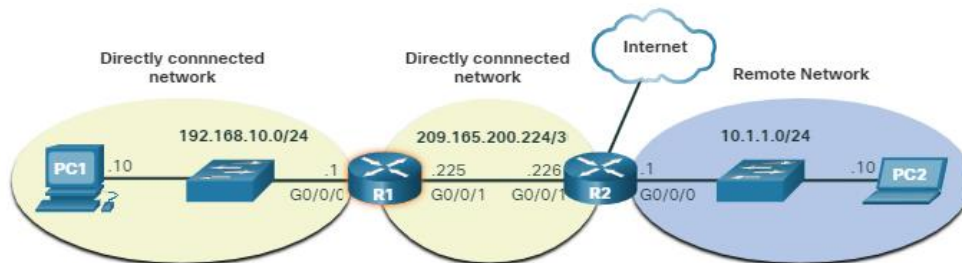 Directly connnected
network
Directly connnected
network
Internet
Remote Network
192.168.10.0/24
209.165.200.224/3
10.1.1.0/24
PC1
.10
.1
G0/0/0
R1
.225
G0/0/1
.226
G0/0/1
R2
.1
G0/0/0
.10
PC2